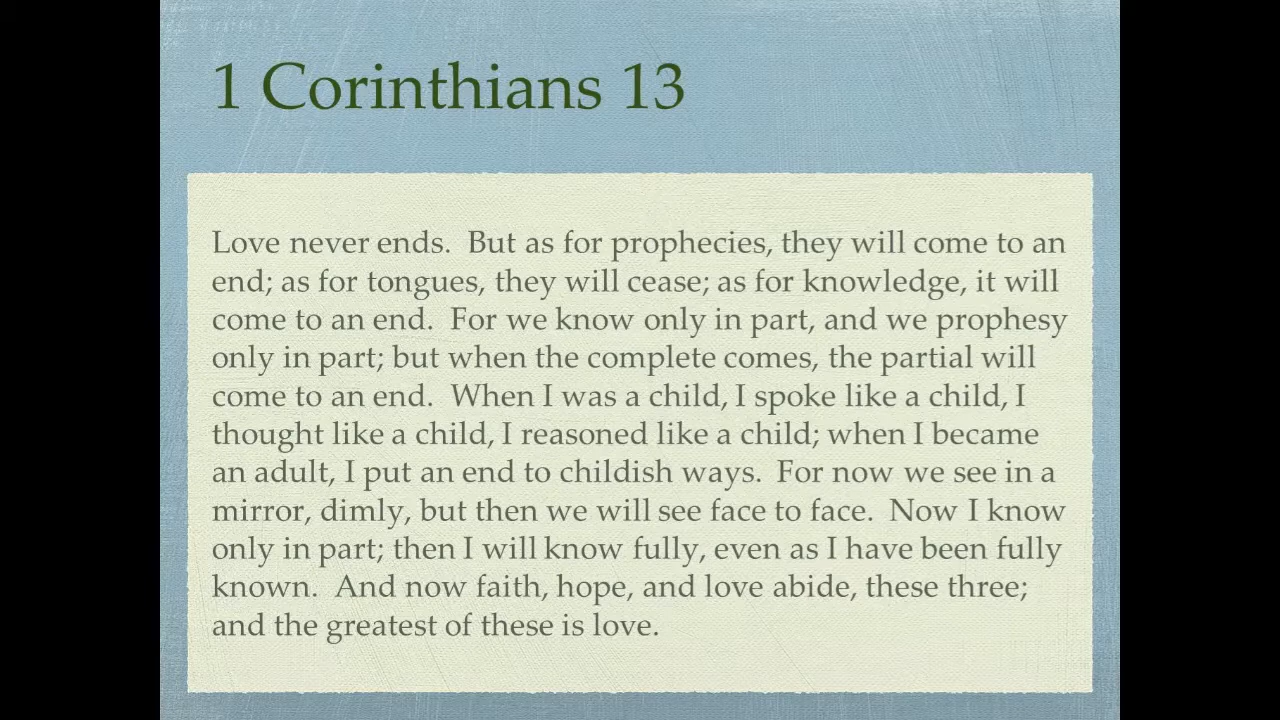 1 Corinthians 13
Love never ends.  But as for prophecies, they will come to an
end; as for tongues, they will cease; as for knowledge, it will
come to an end.  For we know only in part, and we prophesy
only in part; but when the complete comes, the partial will
come to an end.  When I was a child, I spoke like a child, I
thought like a child, I reasoned like a child; when I became
an adult, I put an end to childish ways.  For now we see in a
mirror, dimly, but then we will see face to face.  Now I know
only in part; then I will know fully, even as I have been fully
known.  And now faith, hope, and love abide, these three;
and the greatest of these is love.